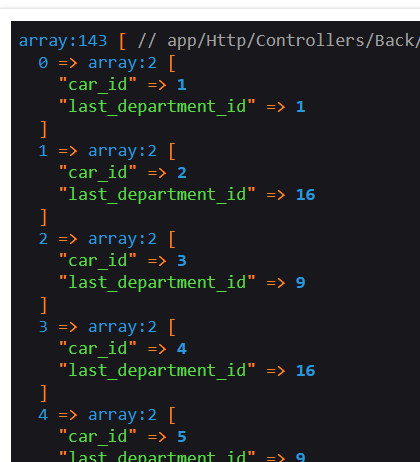 array:143 [ // app/Http/Controllers/Back/
  0 => array:2 [
    "car_id" => 1
    "last_department_id" => 1
  ]
  1 => array:2 [
    "car_id" => 2
    "last_department_id" => 16
  ]
  2 => array:2 [
    "car_id" => 3
    "last_department_id" => 9
  ]
  3 => array:2 [
    "car_id" => 4
    "last_department_id" => 16
  ]
  4 => array:2 [
    "car_id" => 5
    "last_department_id" => 9